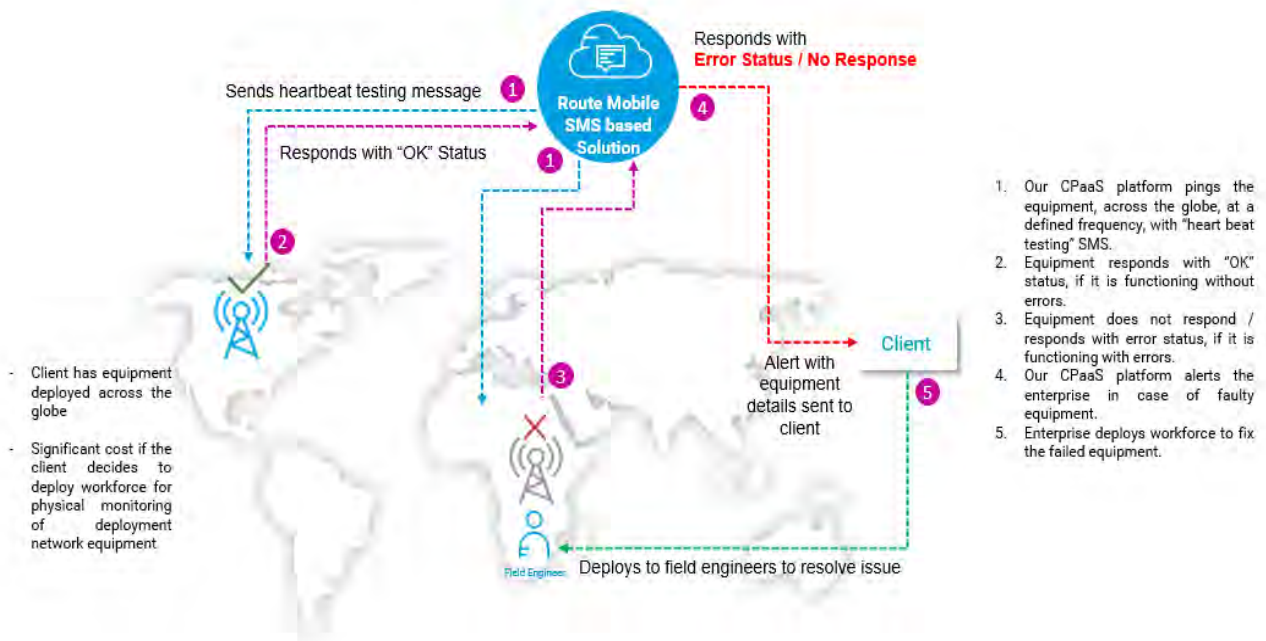 Responds with
Error Status / No Response
Sends heartbeat testing message
1
Route Mobile
SMS based
Solution
4
Responds with “OK” Status
1
2
3
Client
Alert with
equipment
details sent to
client
5
Field Engineer
Deploys to field engineers to resolve issue
- Client has equipment
deployed across the
globe
- Significant cost if the
client decides to
deploy workforce for
physical monitoring
of deployment
network equipment
1. Our CPaaS platform pings the
equipment, across the globe, at a
defined frequency, with “heart beat
testing” SMS.
2. Equipment responds with “OK”
status, if it is functioning without
errors.
3. Equipment does not respond /
responds with error status, if it is
functioning with errors.
4. Our CPaaS platform alerts the
enterprise in case of faulty
equipment.
5. Enterprise deploys workforce to fix
the failed equipment.